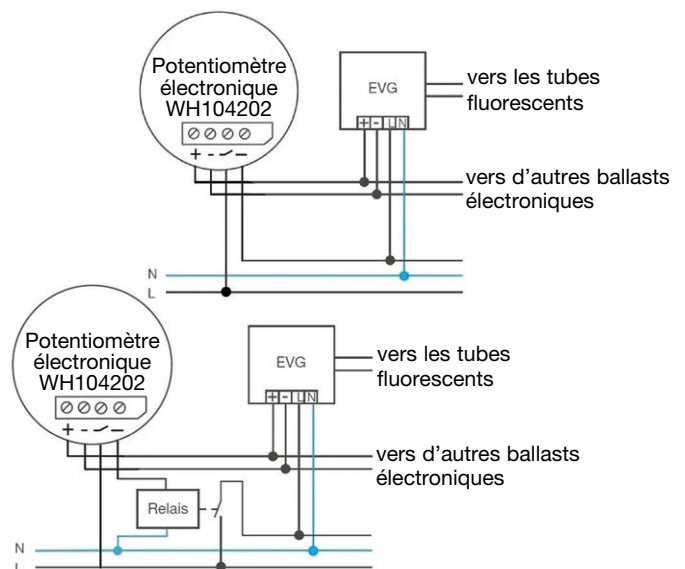 Potentiomètre
électronique
WH104202
+ - 
EVG
+ - L N
vers les tubes
fluorescents
vers d’autres ballasts
électroniques
N
L
Potentiomètre
électronique
WH104202
+ -
EVG
+ - L N
vers les tubes
fluorescents
vers d’autres ballasts
électroniques
Relais
N
L